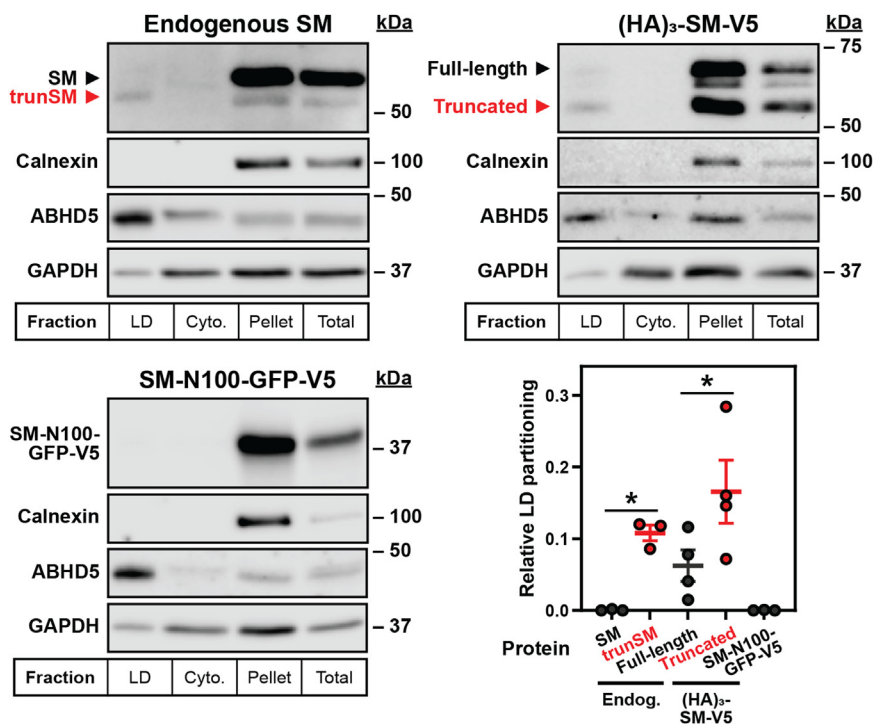 Endogenous SM
kDa
SM
trunSM
50
Calnexin
100
50
ABHD5
GAPDH
37
Fraction LD Cyto. Pellet Total
(HA)₃-SM-V5
kDa
75
Full-length
Truncated
50
Calnexin
100
50
ABHD5
GAPDH
37
Fraction LD Cyto. Pellet Total
SM-N100-GFP-V5
kDa
SM-N100-
GFP-V5
37
Calnexin
100
50
ABHD5
GAPDH
37
Fraction LD Cyto. Pellet Total
Relative LD partitioning
0.3
0.2
0.1
0.0
*
*
Protein
SM
trunSM
Full-length
Truncated
SM-N100-
GFP-V5
Endog.
(HA)₃-
SM-V5